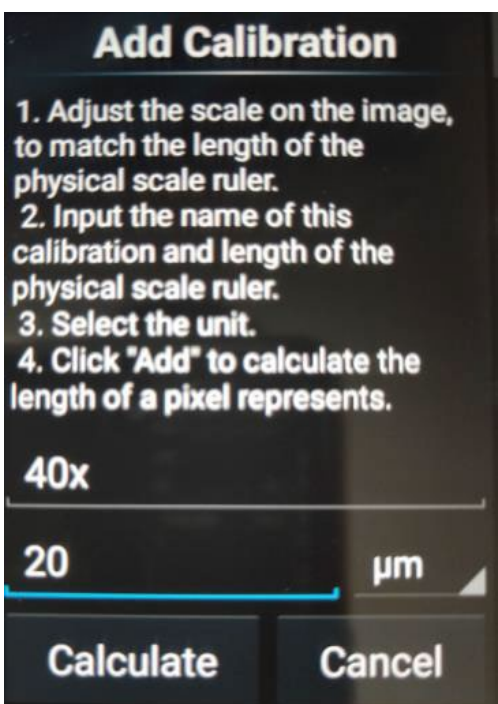 Add Calibration
1. Adjust the scale on the image,
to match the length of the
physical scale ruler.
2. Input the name of this
calibration and length of the
physical scale ruler.
3. Select the unit.
4. Click "Add" to calculate the
length of a pixel represents.
40x
20 μm
Calculate Cancel